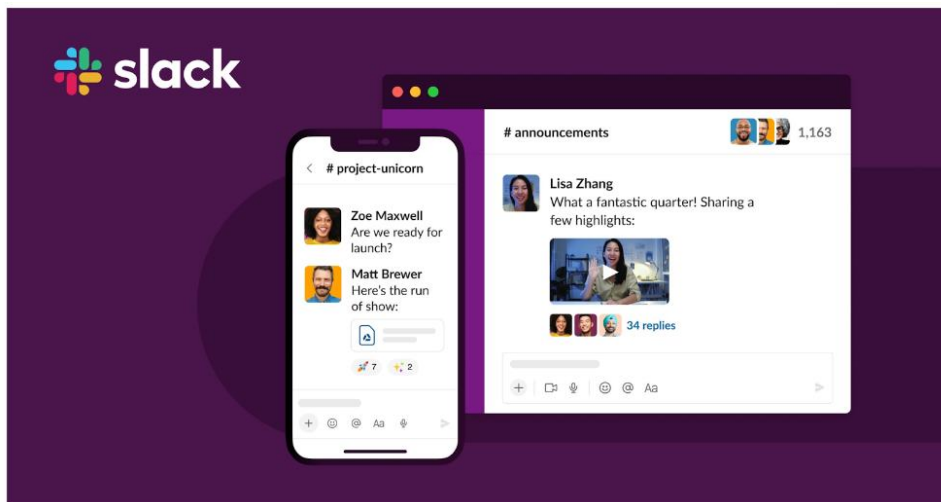 slack
# project-unicorn
Zoe Maxwell
Are we ready for
launch?
Matt Brewer
Here's the run
of show:
7
2
Aa
# announcements
1,163
Lisa Zhang
What a fantastic quarter! Sharing a
few highlights:
34 replies
@ Aa